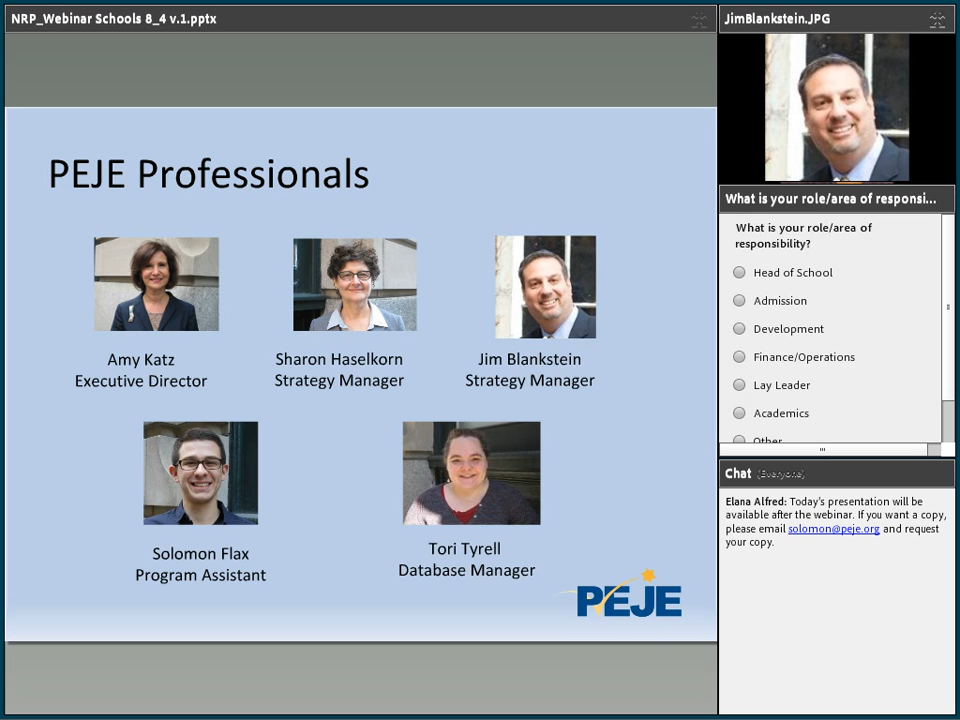 NRP_Webinar Schools 8_4 v.1.pptx
PEJE Professionals
Amy Katz
Executive Director
Sharon Haselkorn
Strategy Manager
Jim Blankstein
Strategy Manager
Solomon Flax
Program Assistant
Tori Tyrell
Database Manager
PEJE
JimBlankstein.JPG
What is your role/area of responsi...
What is your role/area of
responsibility?
Head of School
Admission
Development
Finance/Operations
Lay Leader
Academics
Other
Chat (Everyone)
Elana Alfred: Today's presentation will be
available after the webinar. If you want a copy,
please email solomon@peje.org and request
your copy.